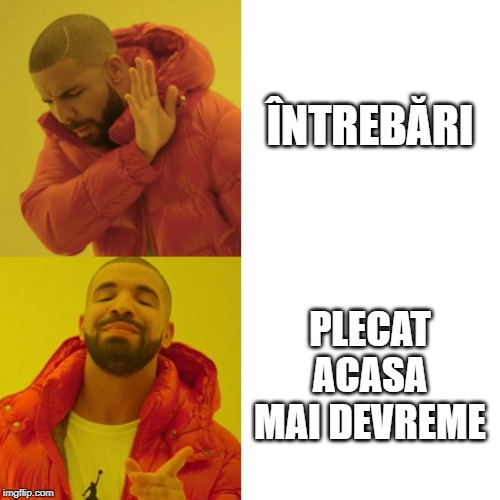 ÎNTREBĂRI
PLECAT
ACASA
MAI DEVREME
imgflip.com